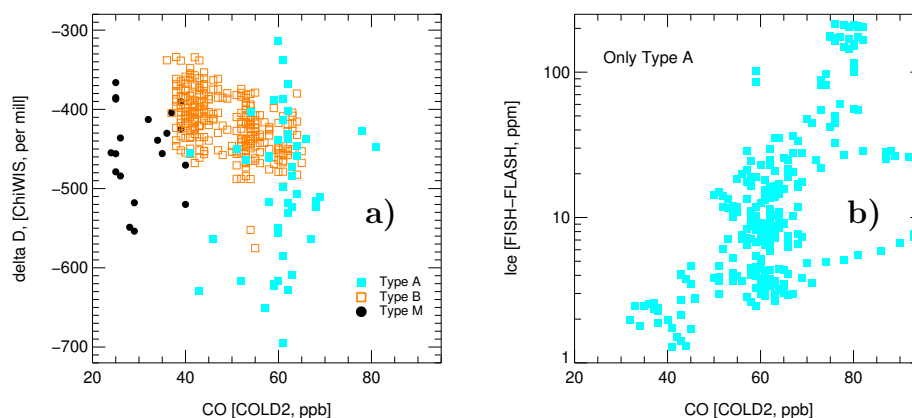 −300
−400
−500
−600
−700
20
40
60
80
delta D, [ChiWIS, per mill]
CO [COLD2, ppb]
a)
Type A
Type B
Type M
Only Type A
100
10
1
20
40
60
80
Ice [FISH−FLASH, ppm]
CO [COLD2, ppb]
b)